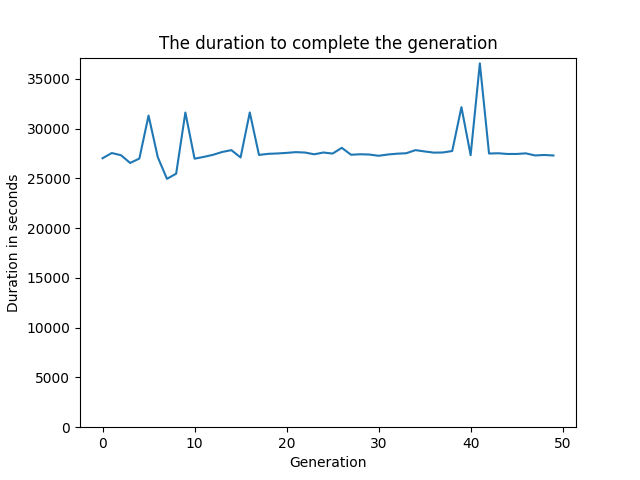 The duration to complete the generation
35000
30000
25000
20000
15000
10000
5000
0
Duration in seconds
0 10 20 30 40 50
Generation